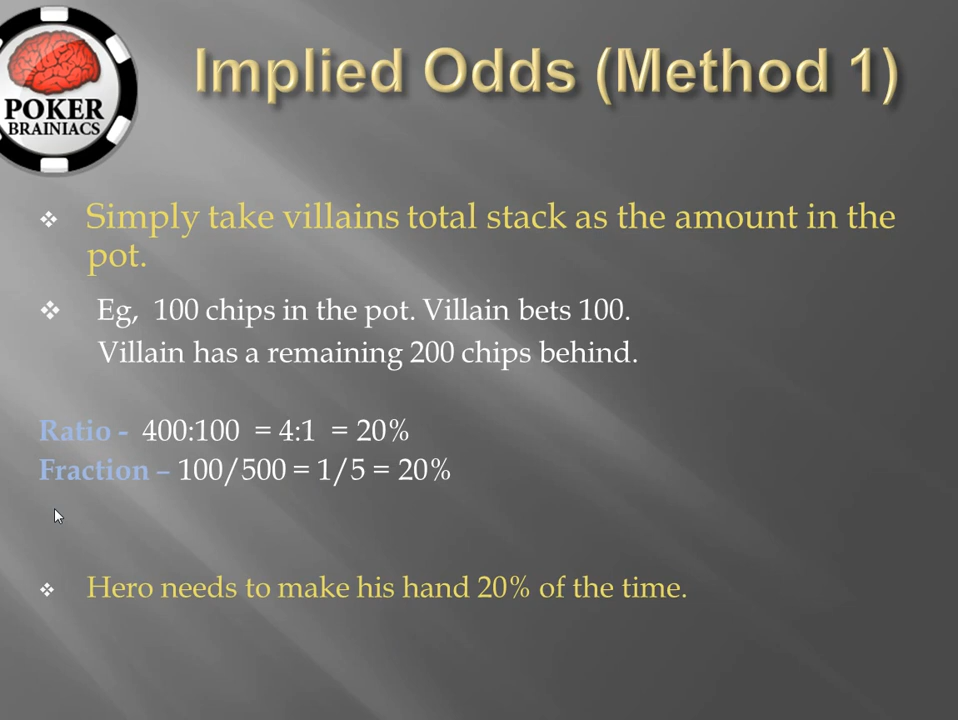 POKER
BRAINIACS
Implied Odds (Method 1)
❖ Simply take villains total stack as the amount in the
pot.
❖ Eg, 100 chips in the pot. Villain bets 100.
Villain has a remaining 200 chips behind.
Ratio - 400:100 = 4:1 = 20%
Fraction – 100/500 = 1/5 = 20%
❖ Hero needs to make his hand 20% of the time.